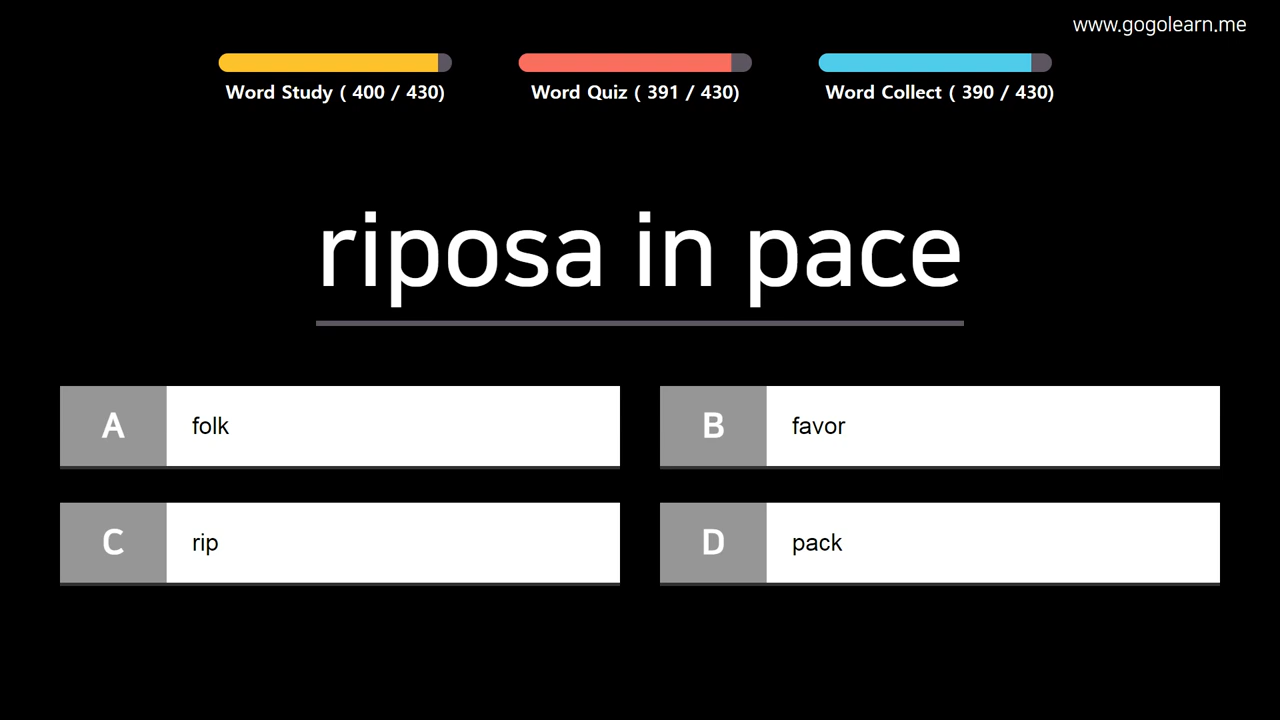 www.gogolearn.me
Word Study ( 400 / 430)
Word Quiz ( 391 / 430)
Word Collect ( 390 / 430)
riposa in pace
A folk
B favor
C rip
D pack